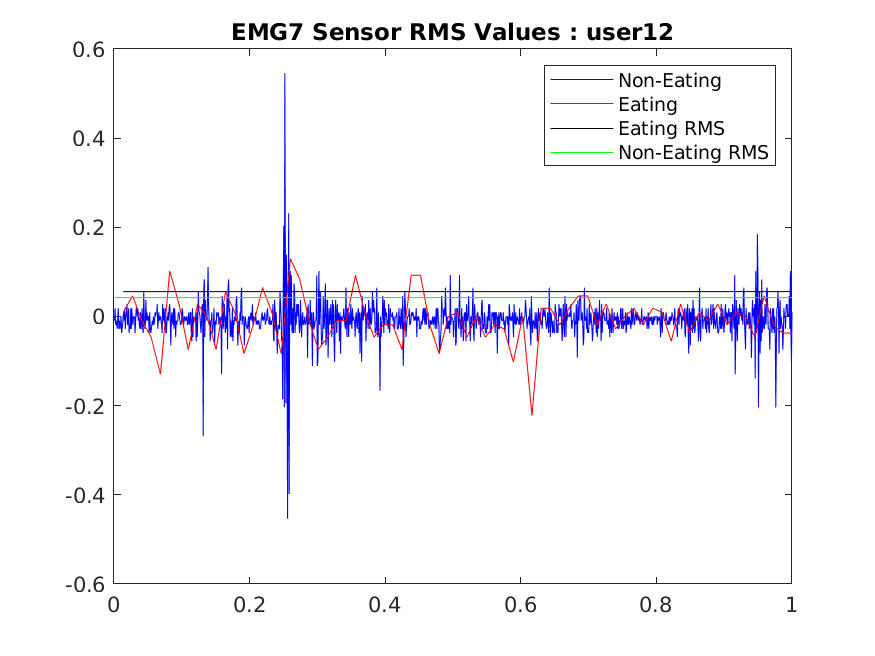 EMG7 Sensor RMS Values : user12
0.6
0.4
0.2
0
-0.2
-0.4
-0.6
0
0.2
0.4
0.6
0.8
1
Non-Eating
Eating
Eating RMS
Non-Eating RMS